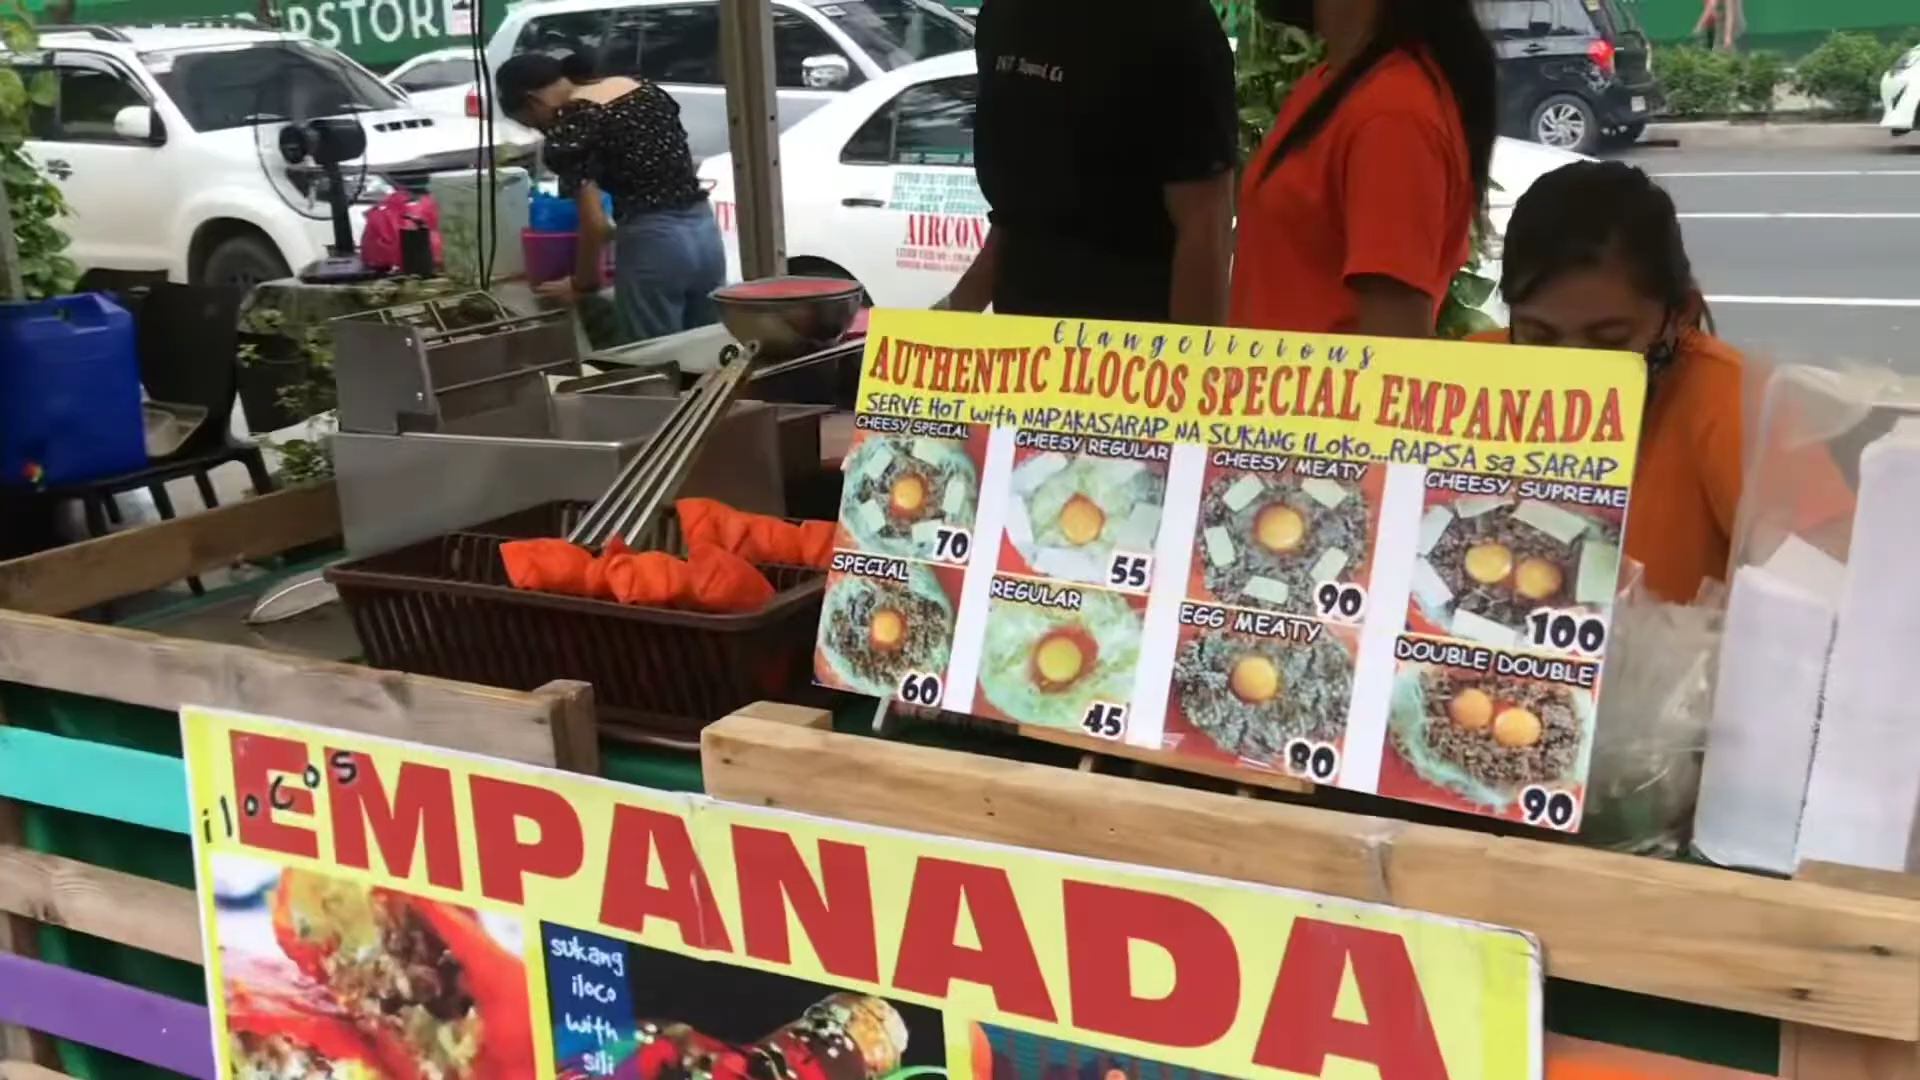 AIRCON
Elangelicious
AUTHENTIC ILOCOS SPECIAL EMPANADA
SERVE HOT with NAPAKASARAP NA SUKANG ILOKO...RAPSA sa SARAP
CHEESY SPECIAL
70
CHEESY REGULAR
55
CHEESY MEATY
90
CHEESY SUPREME
100
SPECIAL
60
REGULAR
45
EGG MEATY
80
DOUBLE DOUBLE
90
ilocos
EMPANADA
sukang
iloco
with
sili